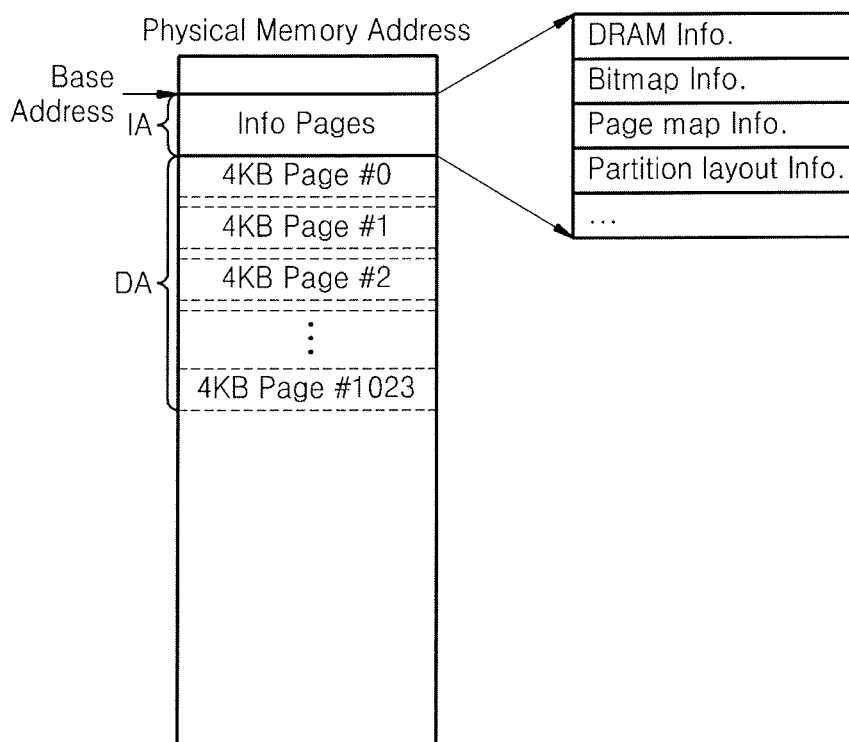 Physical Memory Address
Base
Address
IA
Info Pages
DA
4KB Page #0
4KB Page #1
4KB Page #2
⋮
4KB Page #1023
DRAM Info.
Bitmap Info.
Page map Info.
Partition layout Info.
...